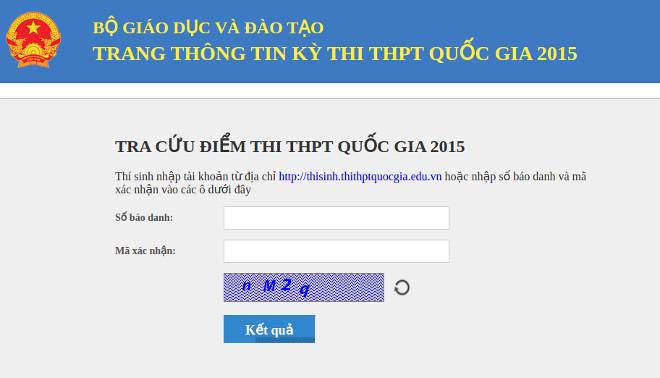 BỘ GIÁO DỤC VÀ ĐÀO TẠO
TRANG THÔNG TIN KỲ THI THPT QUỐC GIA 2015
TRA CỨU ĐIỂM THI THPT QUỐC GIA 2015
Thí sinh nhập tài khoản từ địa chỉ http://thisinh.thithptquocgia.edu.vn hoặc nhập số báo danh và mã
xác nhận vào các ô dưới đây
Số báo danh:
Mã xác nhận:
n M 2 q
Kết quả